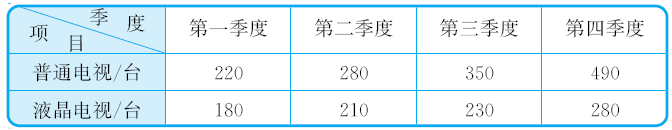 季度
项目
第一季度 第二季度 第三季度 第四季度
普通电视/台 220 280 350 490
液晶电视/台 180 210 230 280